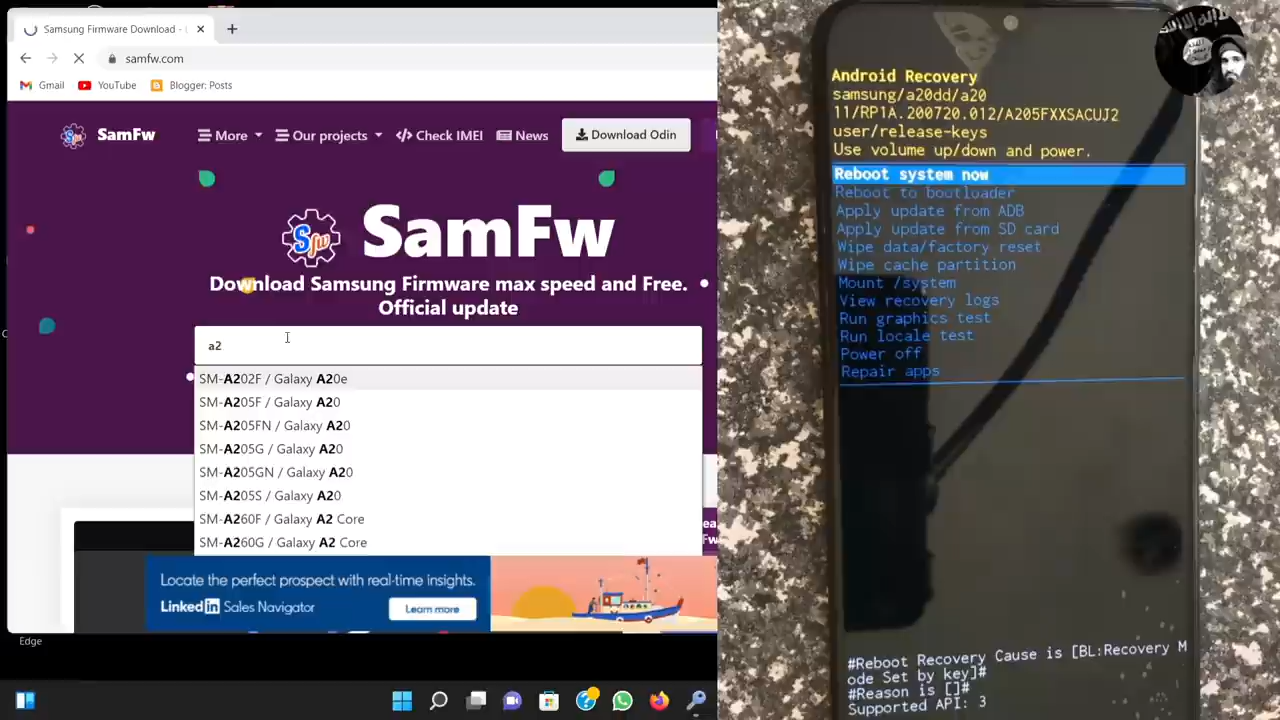 Samsung Firmware Download - (
samfw.com
Gmail
YouTube
Blogger: Posts
SamFw
More
Our projects
Check IMEI
News
Download Odin
SamFw
Download Samsung Firmware max speed and Free.
Official update
a2
SM-A202F / Galaxy A20e
SM-A205F / Galaxy A20
SM-A205FN / Galaxy A20
SM-A205G / Galaxy A20
SM-A205GN / Galaxy A20
SM-A205S / Galaxy A20
SM-A260F / Galaxy A2 Core
SM-A260G / Galaxy A2 Core
Locate the perfect prospect with real-time insights.
LinkedIn Sales Navigator
Learn more
Edge
Android Recovery
samsung/a20dd/a20
11/RP1A.200720.012/A205FXXSACUJ2
user/release-keys
Use volume up/down and power.
Reboot system now
Reboot to bootloader
Apply update from ADB
Apply update from SD card
Wipe data/factory reset
Wipe cache partition
Mount /system
View recovery logs
Run graphics test
Run locale test
Power off
Repair apps
#Reboot Recovery Cause is [BL:Recovery M
ode Set by key]#
#Reason is []#
Supported API: 3